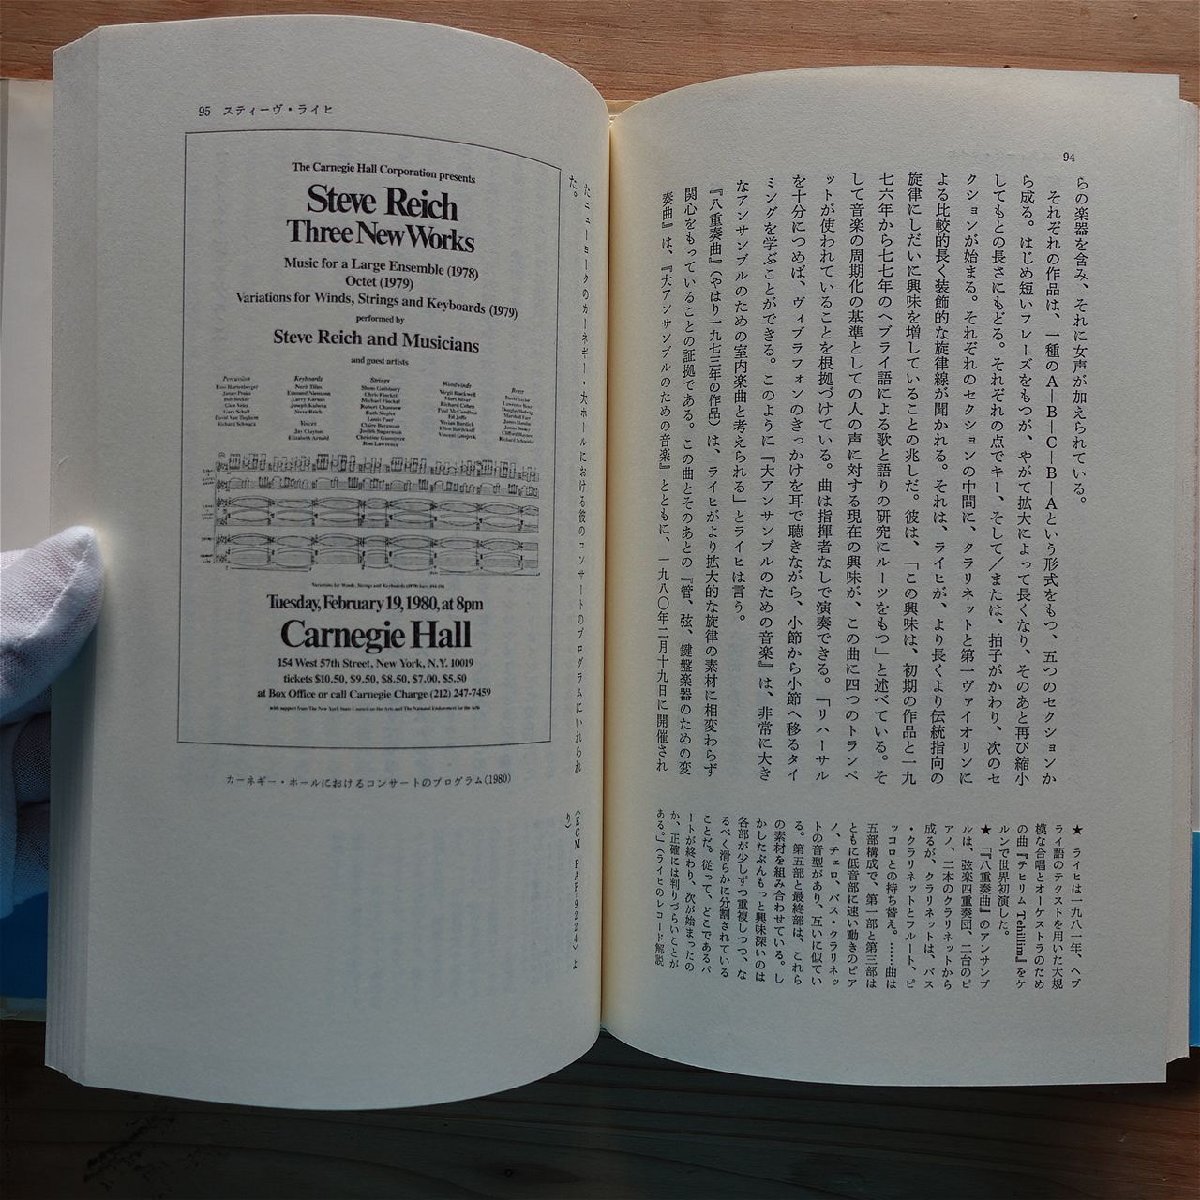 94
らの楽器を含み、それに女声が加えられている。
それぞれの作品は、一種のA—B—C—B—Aという形式をもつ、五つのセクションか
ら成る。はじめ短いフレーズをもつが、やがて拡大によって長くなり、そのあと再び縮小
してもとの長さにもどる。それぞれの点でキー、そして／または、拍子がかわり、次のセ
クションが始まる。それぞれのセクションの中間に、クラリネットと第一ヴァイオリンに
よる比較的長く装飾的な旋律線が聞かれる。それは、ライヒが、より長くより伝統指向の
旋律にしだいに興味を増していることの兆しだ。彼は、「この興味は、初期の作品と一九
七六年から七七年のヘブライ語による歌と語りの研究にルーツをもつ」と述べている。そ
して音楽の周期化の基準としての人の声に対する現在の興味が、この曲に四つのトランペ
ットが使われていることを根拠づけている。曲は指揮者なしで演奏できる。「リハーサル
を十分につめば、ヴィブラフォンのきっかけを耳で聴きながら、小節から小節へ移るタイ
ミングを学ぶことができる。このように『大アンサンブルのための音楽』は、非常に大き
なアンサンブルのための室内楽曲と考えられる」とライヒは言う。
『八重奏曲』（やはり一九七三年の作品）は、ライヒがより拡大的な旋律の素材に相変わらず
関心をもっていることの証拠である。この曲とそのあとの『管、弦、鍵盤楽器のための変
奏曲』は、『大アンサンブルのための音楽』とともに、一九八〇年二月十九日に開催され
★ ライヒは一九八一年、ヘブ
ライ語のテクストを用いた大規
模な合唱とオーケストラのため
の曲『テヒリム Tehillim』をケ
ルンで世界初演した。
★ 『八重奏曲』のアンサンブ
ルは、弦楽四重奏団、二台のピ
アノ、二本のクラリネットから
成るが、クラリネットは、バス
・クラリネットとフルート、ピ
ッコロとの持ち替え。……曲は
五部構成で、第一部と第三部は
ともに低音部に速い動きのピア
ノ、チェロ、バス・クラリネッ
トの音型があり、互いに似てい
る。第五部と最終部は、これら
の素材を組み合わせている。し
かしたぶんもっと興味深いのは
各部が少しずつ重複しつつ、な
るべく滑らかに分割されている
ことだ。従って、どこであるパ
ートが終わり、次が始まったの
か、正確には判りづらいことが
ある。」（ライヒのレコード解説
95 スティーヴ・ライヒ
たニューヨークのカーネギー・大ホールにおける彼のコンサートのプログラムにいれられ
た。
〈ECM PAP-9224〉よ
り）
The Carnegie Hall Corporation presents
Steve Reich
Three New Works
Music for a Large Ensemble (1978)
Octet (1979)
Variations for Winds, Strings and Keyboards (1979)
performed by
Steve Reich and Musicians
and guest artists
Percussion
Keyboards
Strings
Woodwinds
Brass
Voices
Jay Clayton
Elizabeth Arnold
Tuesday, February 19, 1980, at 8pm
Carnegie Hall
154 West 57th Street, New York, N.Y. 10019
tickets $10.50, $9.50, $8.50, $7.00, $5.50
at Box Office or call Carnegie Charge (212) 247-7459
カーネギー・ホールにおけるコンサートのプログラム(1980)